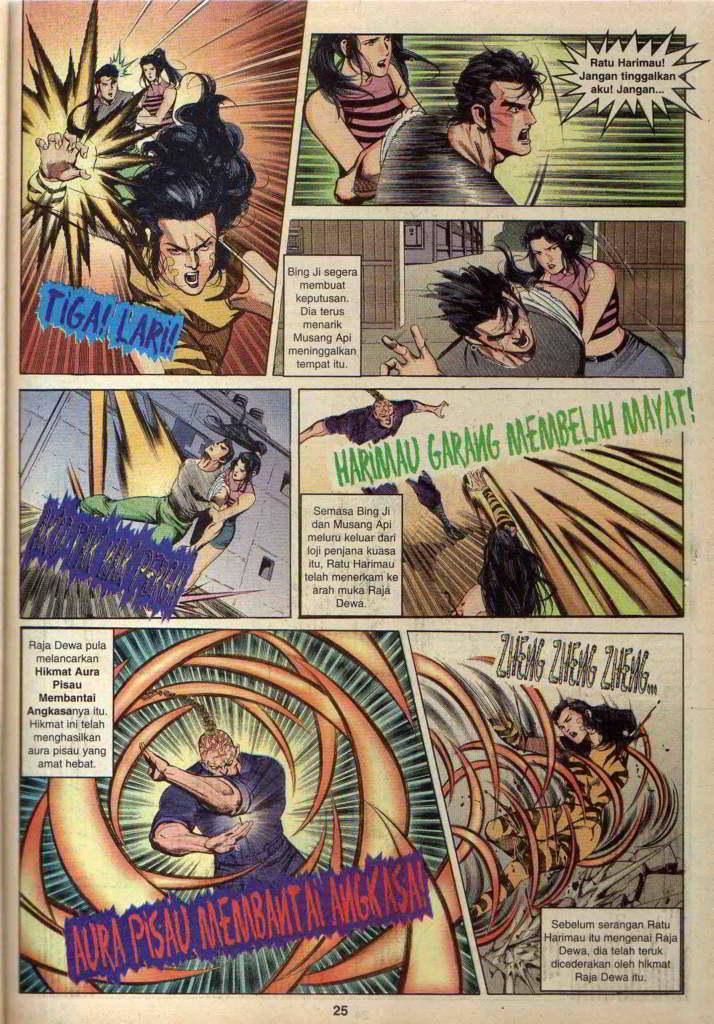 TIGA! LARI!
Ratu Harimau!
Jangan tinggalkan
aku! Jangan...
Bing Ji segera
membuat
keputusan.
Dia terus
menarik
Musang Api
meninggalkan
tempat itu.
HARIMAU GARANG MEMBELAH MAYAT!
Semasa Bing Ji
dan Musang Api
meluru keluar dari
loji penjana kuasa
itu, Ratu Harimau
telah menerkam ke
arah muka Raja
Dewa.
Raja Dewa pula
melancarkan
Hikmat Aura
Pisau
Membantai
Angkasanya itu.
Hikmat ini telah
menghasilkan
aura pisau yang
amat hebat.
AURA PISAU MEMBANTAI ANGKASA!
ZHENG ZHENG ZHENG...
Sebelum serangan Ratu
Harimau itu mengenai Raja
Dewa, dia telah teruk
dicederakan oleh hikmat
Raja Dewa itu.
25